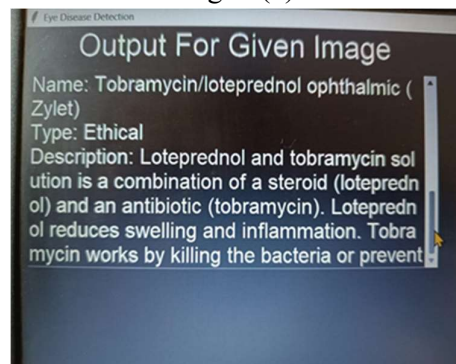 Eye Disease Detection
Output For Given Image
Name: Tobramycin/loteprednol ophthalmic (
Zylet)
Type: Ethical
Description: Loteprednol and tobramycin sol
ution is a combination of a steroid (lotepredn
ol) and an antibiotic (tobramycin). Lotepredn
ol reduces swelling and inflammation. Tobra
mycin works by killing the bacteria or prevent